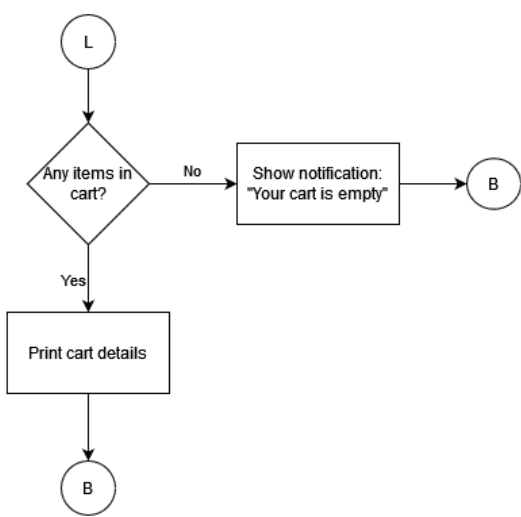 L
Any items in
cart?
No
Show notification:
"Your cart is empty"
B
Yes
Print cart details
B